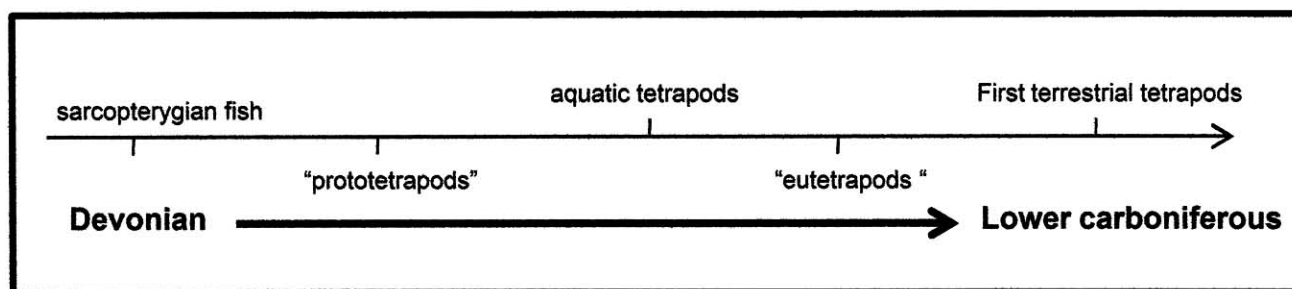 sarcopterygian fish
aquatic tetrapods
First terrestrial tetrapods
“prototetrapods”
“eutetrapods “
Devonian
Lower carboniferous